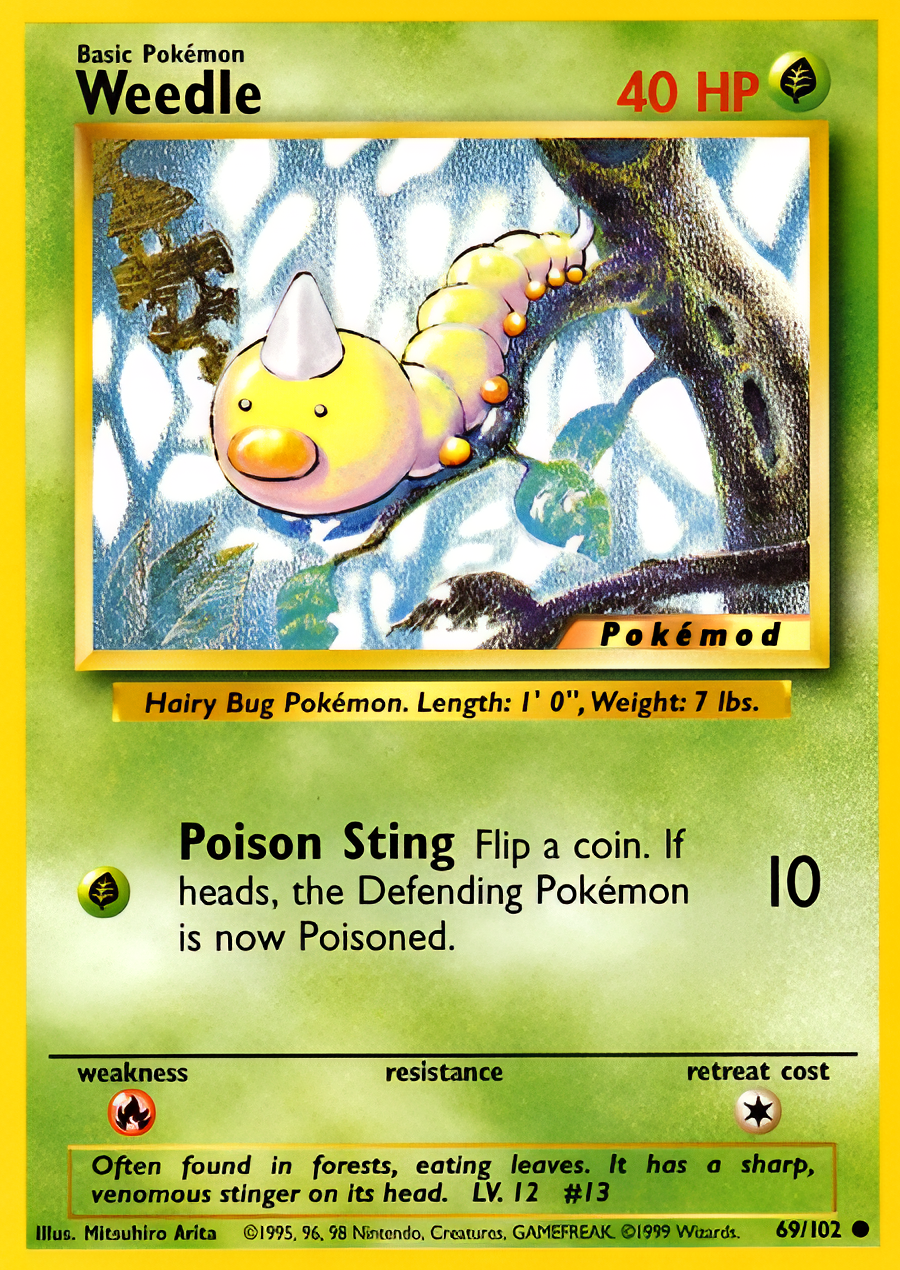 Basic Pokémon
Weedle
40 HP
Pokémod
Hairy Bug Pokémon. Length: 1' 0", Weight: 7 lbs.
Poison Sting Flip a coin. If
heads, the Defending Pokémon
is now Poisoned.
10
weakness
resistance
retreat cost
Often found in forests, eating leaves. It has a sharp,
venomous stinger on its head. LV. 12 #13
Illus. Mitsuhiro Arita ©1995, 96, 98 Nintendo, Creatures, GAMEFREAK. ©1999 Wizards. 69/102